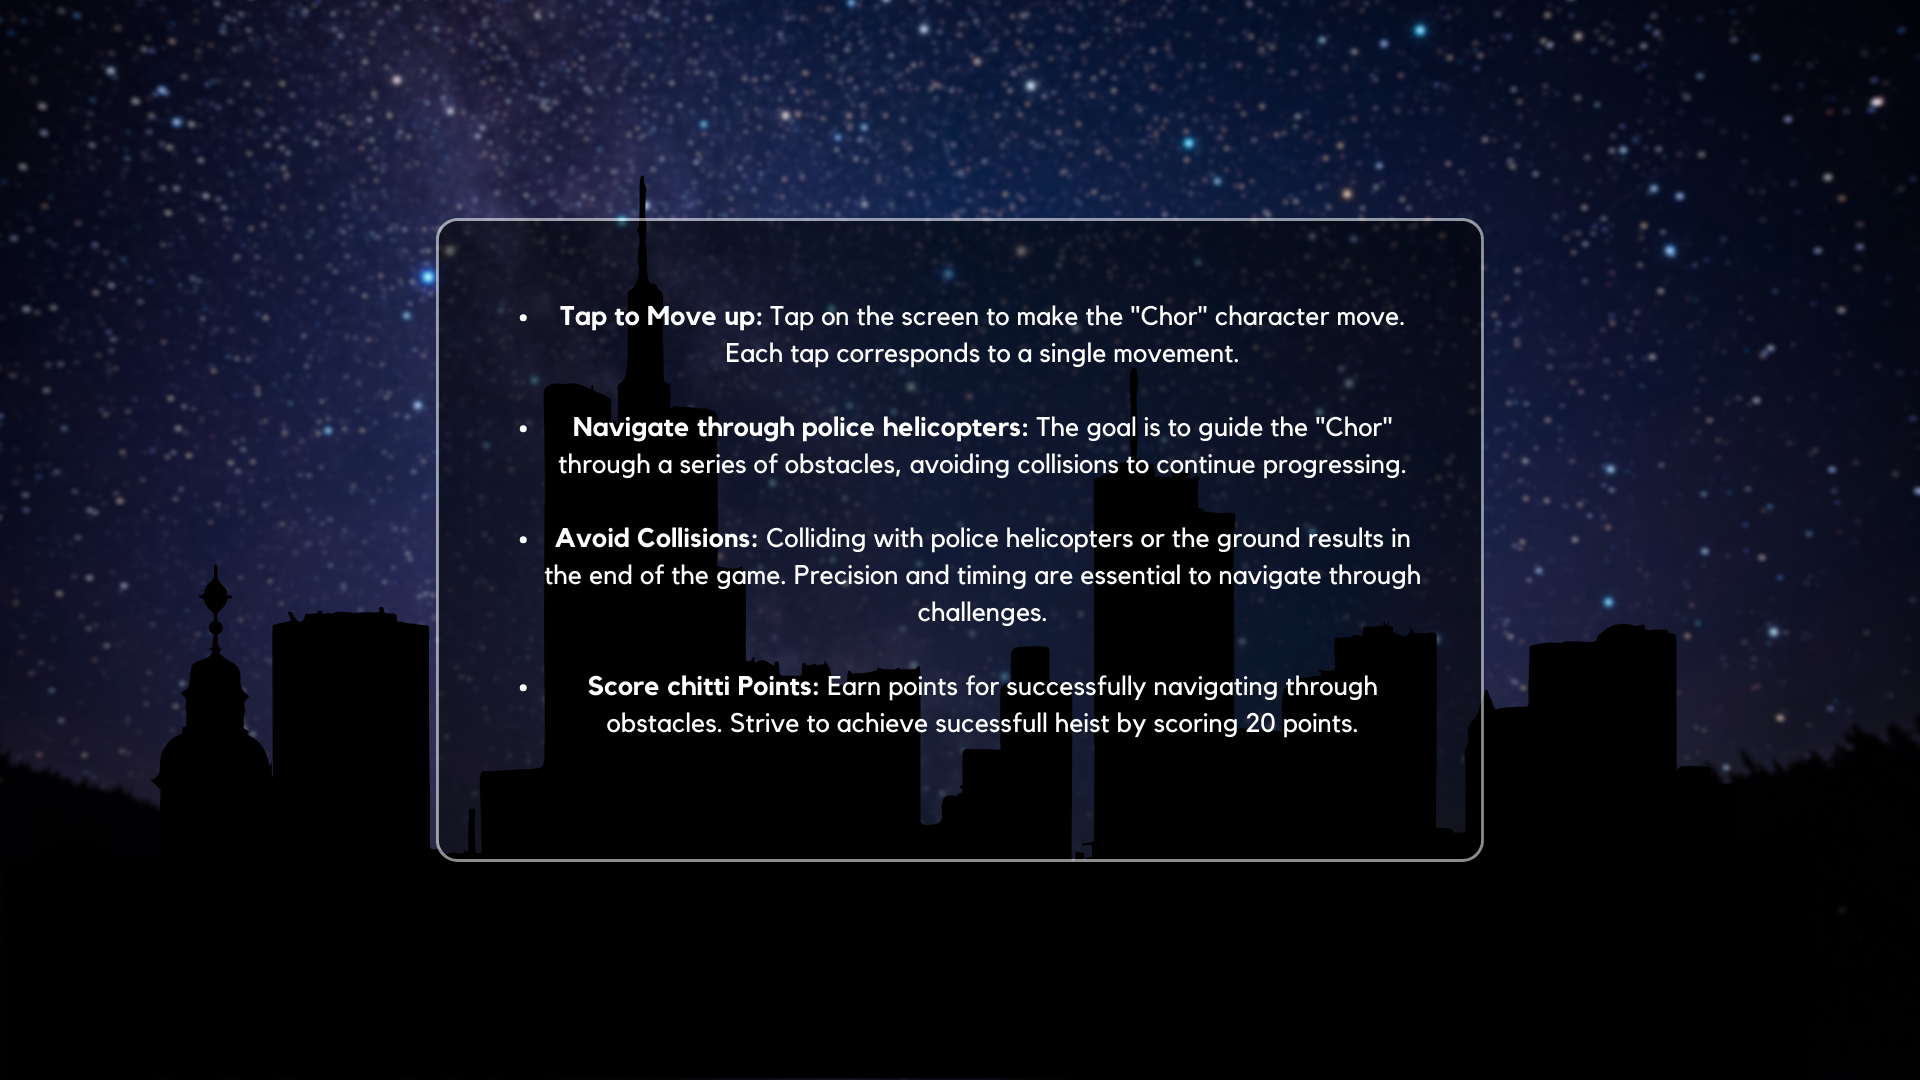 • Tap to Move up: Tap on the screen to make the "Chor" character move.
Each tap corresponds to a single movement.
• Navigate through police helicopters: The goal is to guide the "Chor"
through a series of obstacles, avoiding collisions to continue progressing.
• Avoid Collisions: Colliding with police helicopters or the ground results in
the end of the game. Precision and timing are essential to navigate through
challenges.
• Score chitti Points: Earn points for successfully navigating through
obstacles. Strive to achieve sucessfull heist by scoring 20 points.